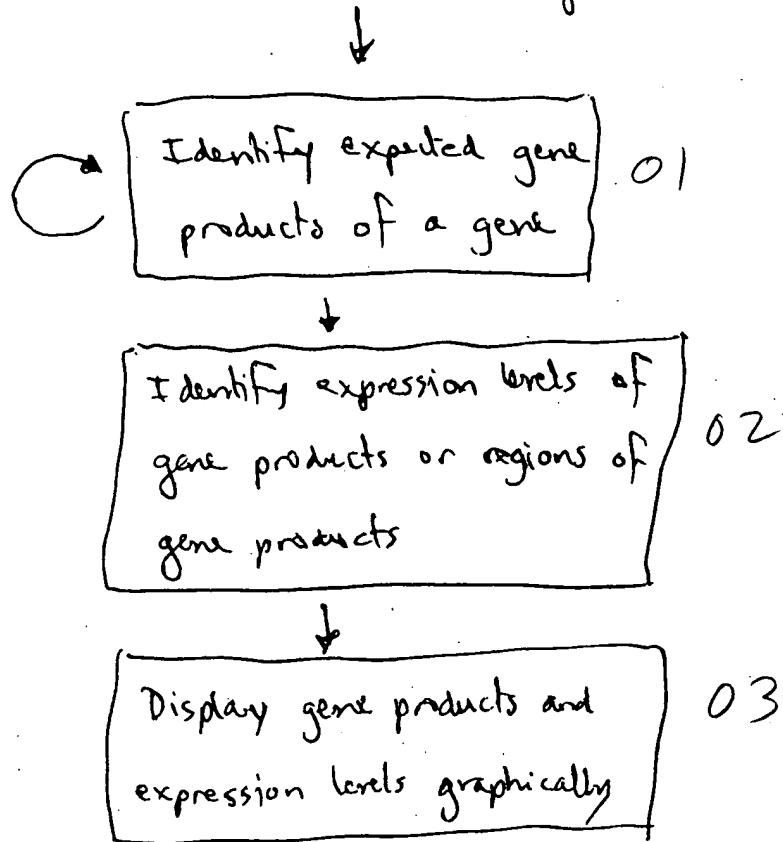 Identify expected gene
products of a gene
01
Identify expression levels of
gene products or regions of
gene products
02
Display gene products and
expression levels graphically
03